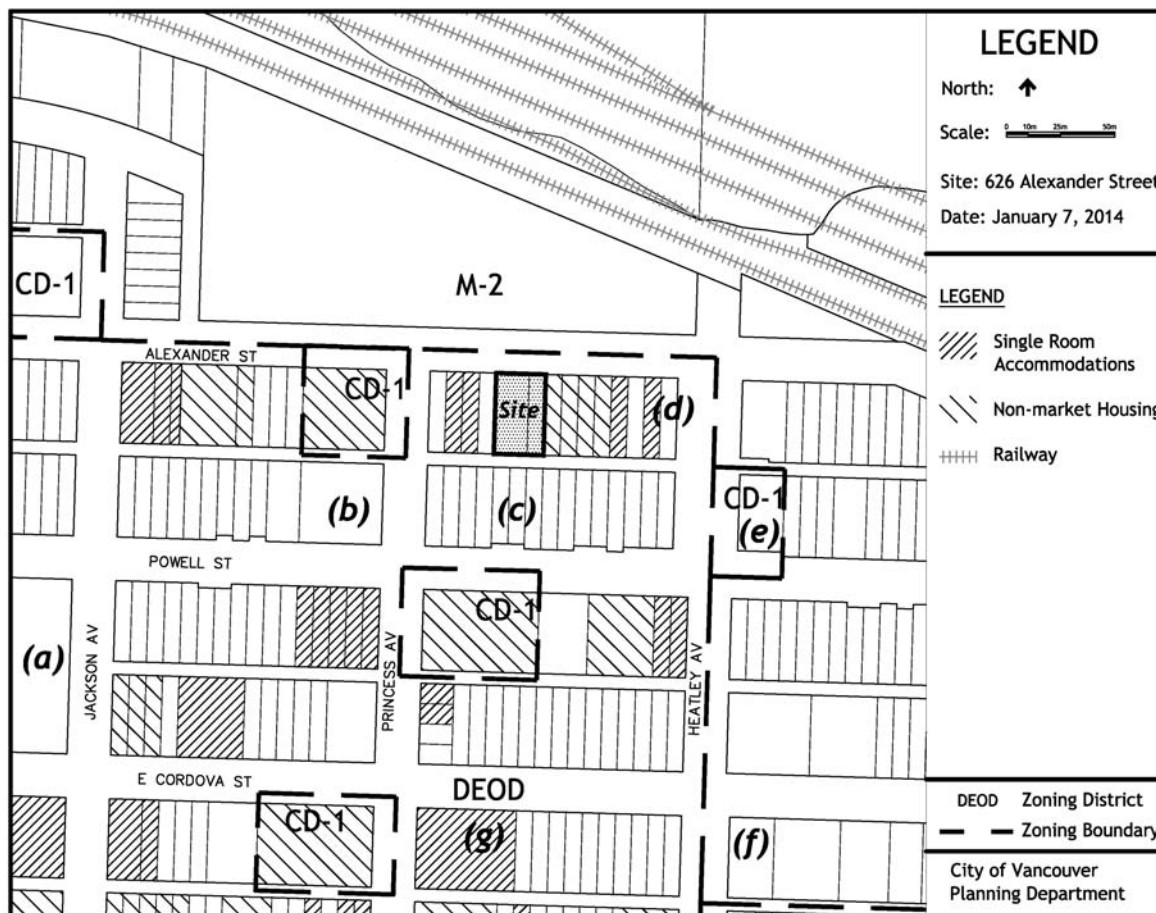 LEGEND
North:
Scale: 0 10m 25m 50m
Site: 626 Alexander Street
Date: January 7, 2014
LEGEND
Single Room
Accommodations
Non-market Housing
Railway
DEOD Zoning District
Zoning Boundary
City of Vancouver
Planning Department
CD-1
M-2
ALEXANDER ST
CD-1
Site
(d)
CD-1
(b)
(c)
(e)
POWELL ST
CD-1
(a)
JACKSON AV
PRINCESS AV
HEATLEY AV
E CORDOVA ST
DEOD
CD-1
(g)
(f)